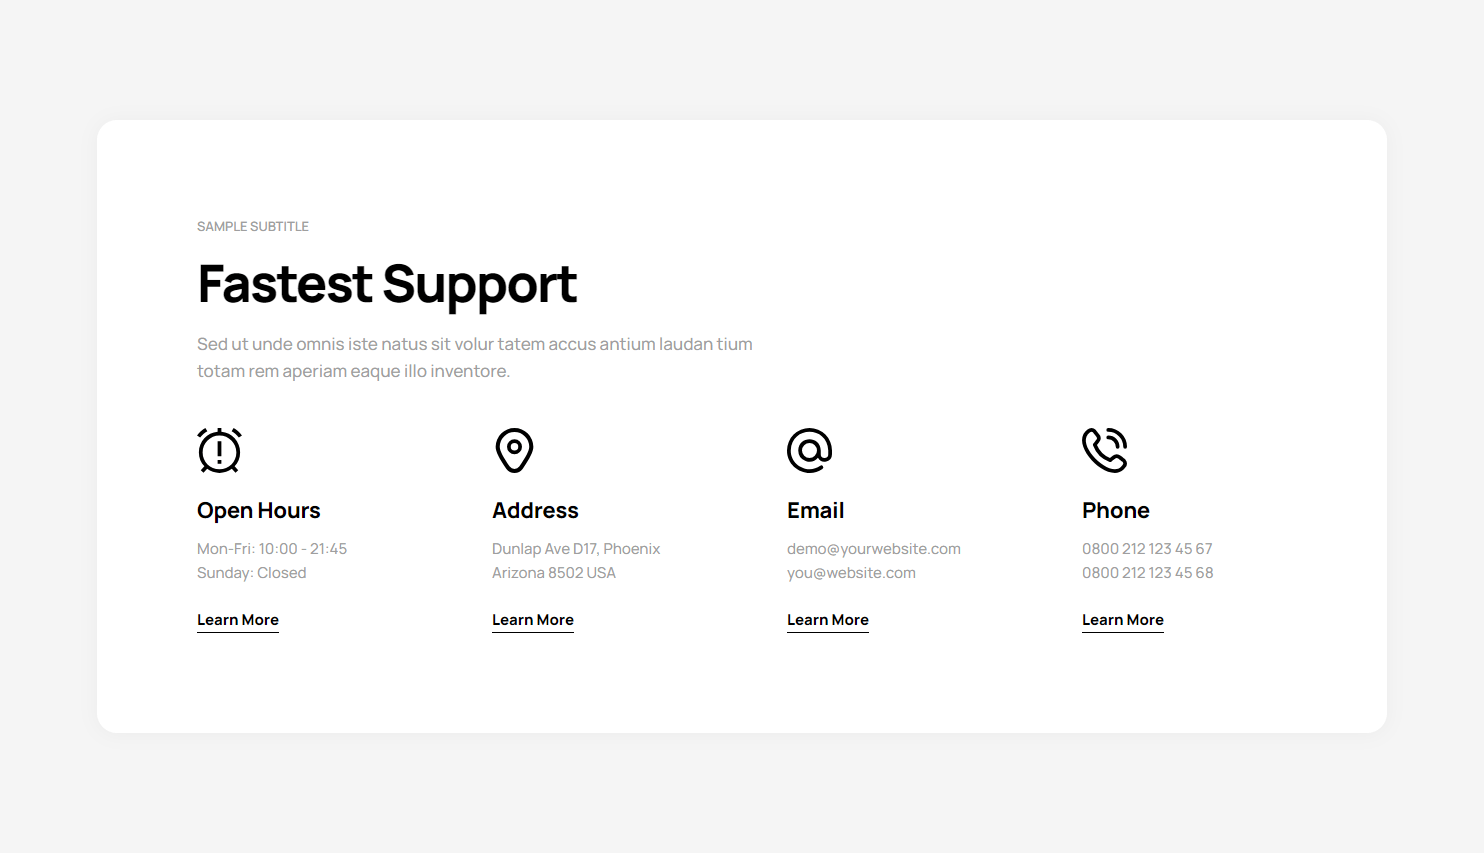 SAMPLE SUBTITLE
Fastest Support
Sed ut unde omnis iste natus sit volur tatem accus antium laudan tium
totam rem aperiam eaque illo inventore.
Open Hours
Mon-Fri: 10:00 - 21:45
Sunday: Closed
Learn More
Address
Dunlap Ave D17, Phoenix
Arizona 8502 USA
Learn More
Email
demo@yourwebsite.com
you@website.com
Learn More
Phone
0800 212 123 45 67
0800 212 123 45 68
Learn More